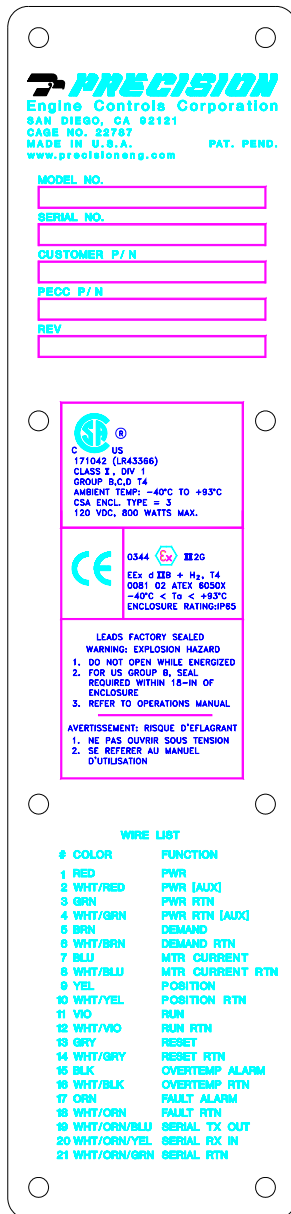 PRECISION
Engine Controls Corporation
SAN DIEGO, CA 92121
CAGE NO. 22787
MADE IN U.S.A. PAT. PEND.
www.precisioneng.com
MODEL NO.
SERIAL NO.
CUSTOMER P/N
PECC P/N
REV
SA ®
C US
171042 (LR43366)
CLASS I, DIV 1
GROUP B,C,D T4
AMBIENT TEMP: -40°C TO +93°C
CSA ENCL. TYPE = 3
120 VDC, 800 WATTS MAX.
CE
0344 Ex II2G
EEx d IIB + H₂, T4
0081 02 ATEX 6050X
-40°C < Ta < +93°C
ENCLOSURE RATING:IP65
LEADS FACTORY SEALED
WARNING: EXPLOSION HAZARD
1. DO NOT OPEN WHILE ENERGIZED
2. FOR US GROUP B, SEAL
REQUIRED WITHIN 18-IN OF
ENCLOSURE
3. REFER TO OPERATIONS MANUAL
AVERTISSEMENT: RISQUE D'EFLAGRANT
1. NE PAS OUVRIR SOUS TENSION
2. SE REFERER AU MANUEL
D'UTILISATION
WIRE LIST
# COLOR FUNCTION
1 RED PWR
2 WHT/RED PWR [AUX]
3 GRN PWR RTN
4 WHT/GRN PWR RTN [AUX]
5 BRN DEMAND
6 WHT/BRN DEMAND RTN
7 BLU MTR CURRENT
8 WHT/BLU MTR CURRENT RTN
9 YEL POSITION
10 WHT/YEL POSITION RTN
11 VIO RUN
12 WHT/VIO RUN RTN
13 GRY RESET
14 WHT/GRY RESET RTN
15 BLK OVERTEMP ALARM
16 WHT/BLK OVERTEMP RTN
17 ORN FAULT ALARM
18 WHT/ORN FAULT RTN
19 WHT/ORN/BLU SERIAL TX OUT
20 WHT/ORN/YEL SERIAL RX IN
21 WHT/ORN/GRN SERIAL RTN